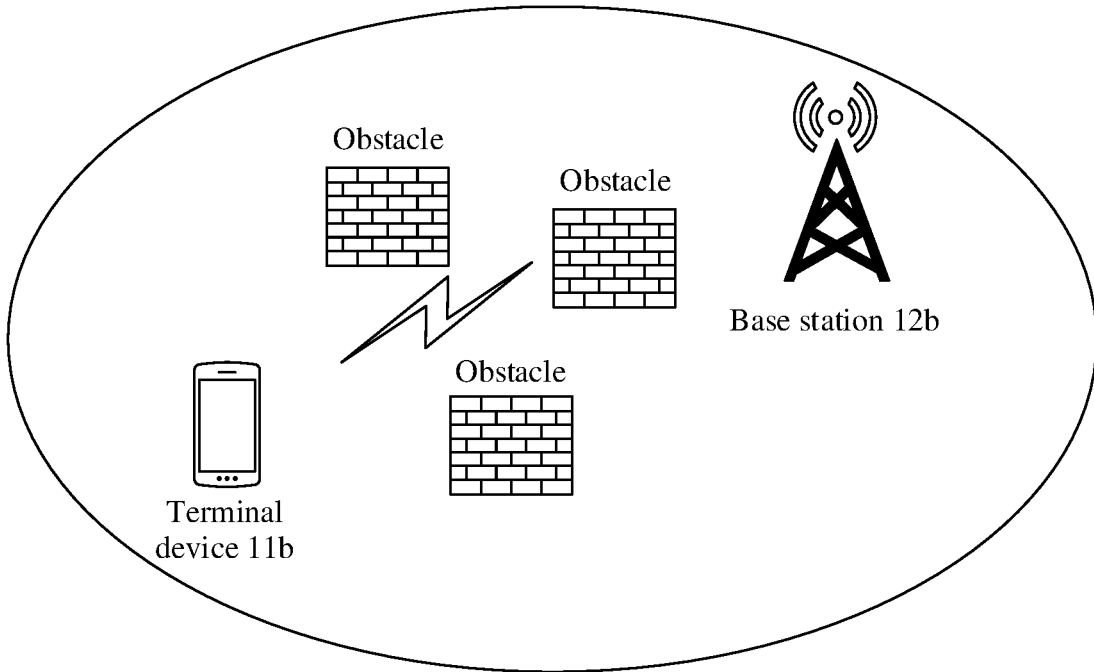 Obstacle
Obstacle
Base station 12b
Obstacle
Terminal
device 11b